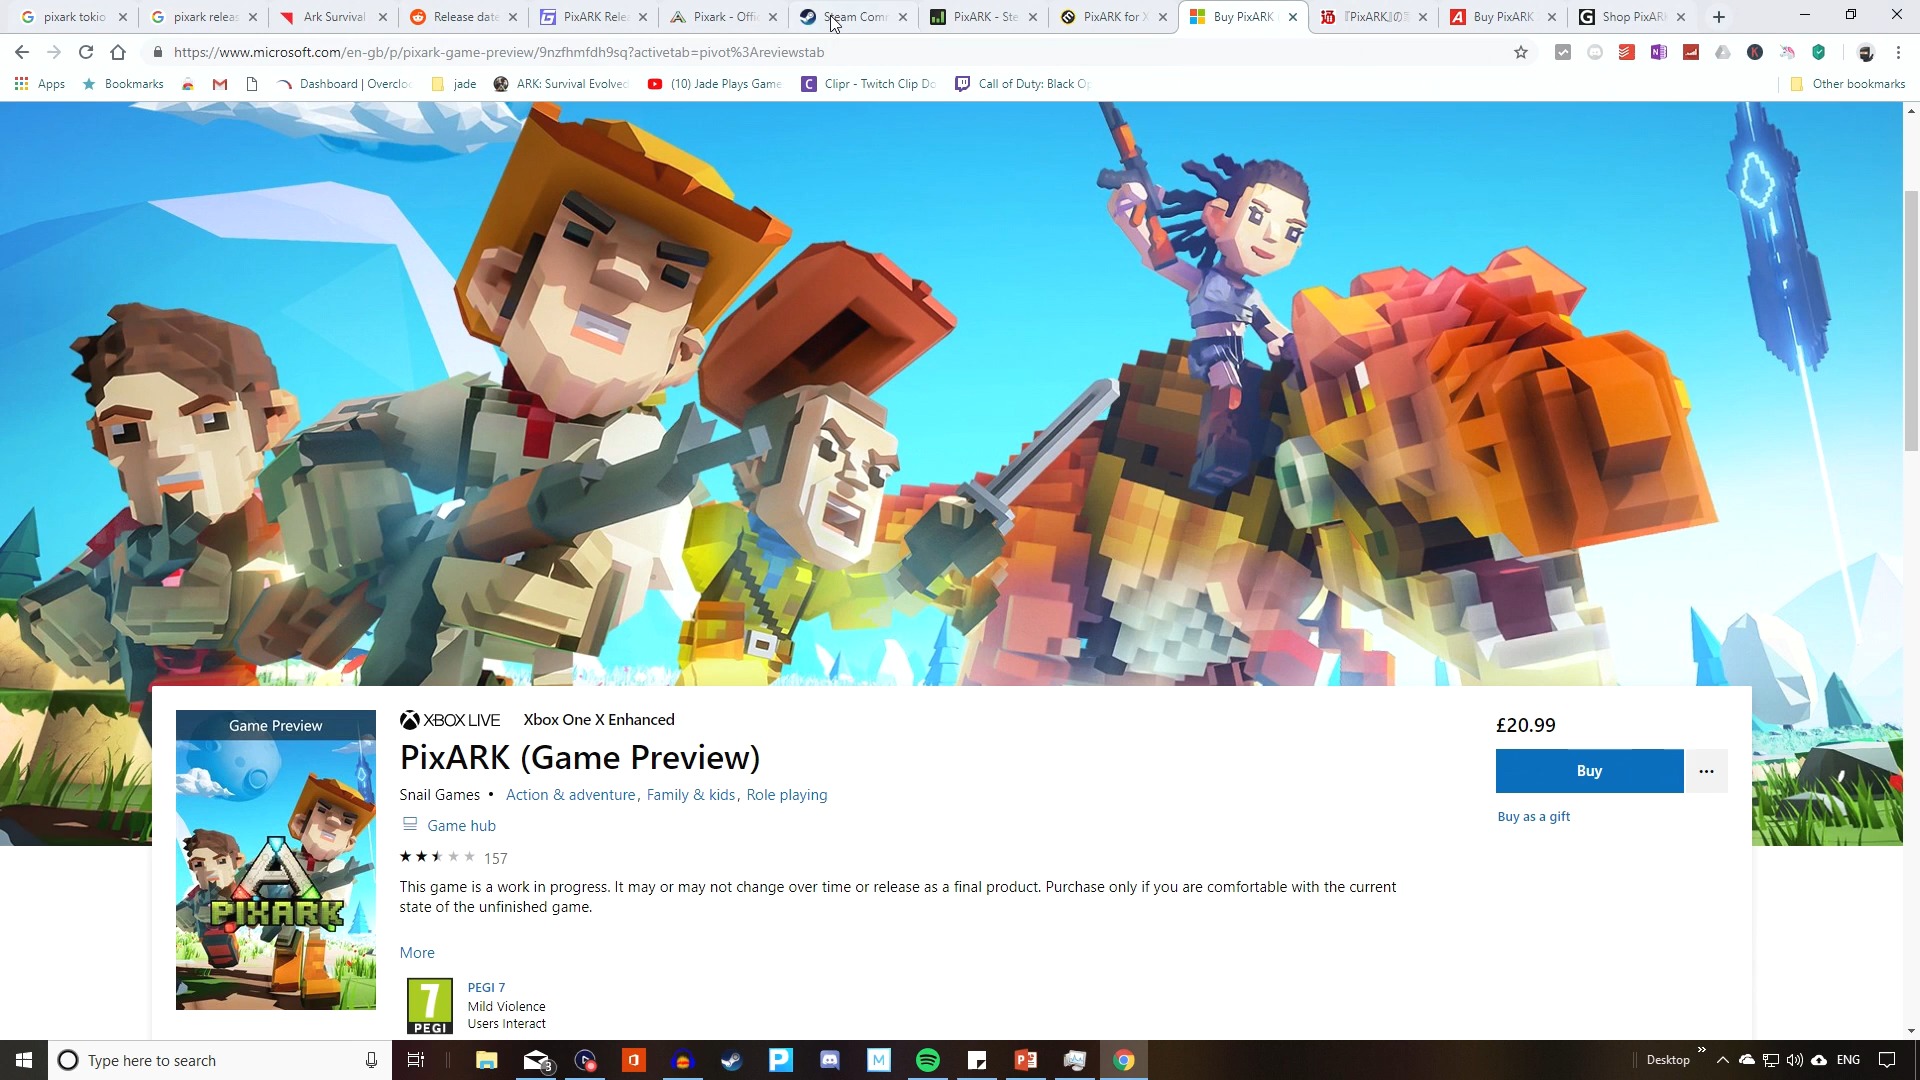 pixark tokio
pixark releas
Ark Survival
Release date
PixARK Rele
Pixark - Offi
Steam Comm
PixARK - Ste
PixARK for X
Buy PixARK
Buy PixARK
Shop PixARK
https://www.microsoft.com/en-gb/p/pixark-game-preview/9nzfhmfdh9sq?activetab=pivot%3Areviewstab
Apps
Bookmarks
Dashboard | Overcloc
jade
ARK: Survival Evolved
(10) Jade Plays Game
Clipr - Twitch Clip Do
Call of Duty: Black Op
Other bookmarks
Game Preview
PIXARK
XBOX LIVE
Xbox One X Enhanced
£20.99
PixARK (Game Preview)
Buy
Snail Games • Action & adventure, Family & kids, Role playing
Buy as a gift
Game hub
157
This game is a work in progress. It may or may not change over time or release as a final product. Purchase only if you are comfortable with the current
state of the unfinished game.
More
7
PEGI
PEGI 7
Mild Violence
Users Interact
Type here to search
3
Desktop
ENG